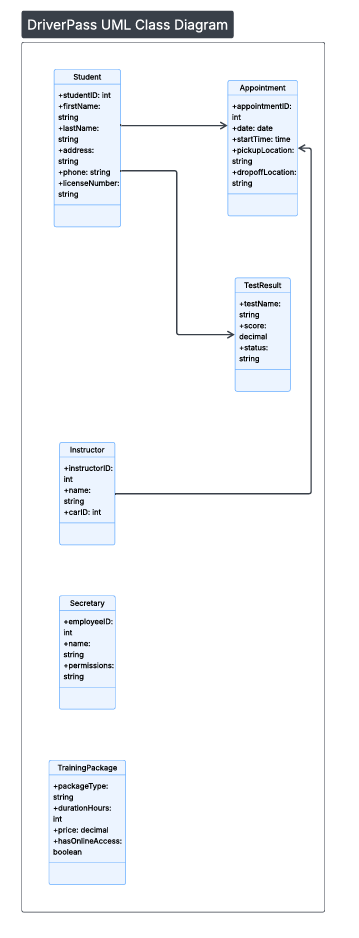 DriverPass UML Class Diagram
Student
+studentID: int
+firstName:
string
+lastName:
string
+address:
string
+phone: string
+licenseNumber:
string
Appointment
+appointmentID:
int
+date: date
+startTime: time
+pickupLocation:
string
+dropoffLocation:
string
TestResult
+testName:
string
+score:
decimal
+status:
string
Instructor
+instructorID:
int
+name:
string
+carID: int
Secretary
+employeeID:
int
+name:
string
+permissions:
string
TrainingPackage
+packageType:
string
+durationHours:
int
+price: decimal
+hasOnlineAccess:
boolean